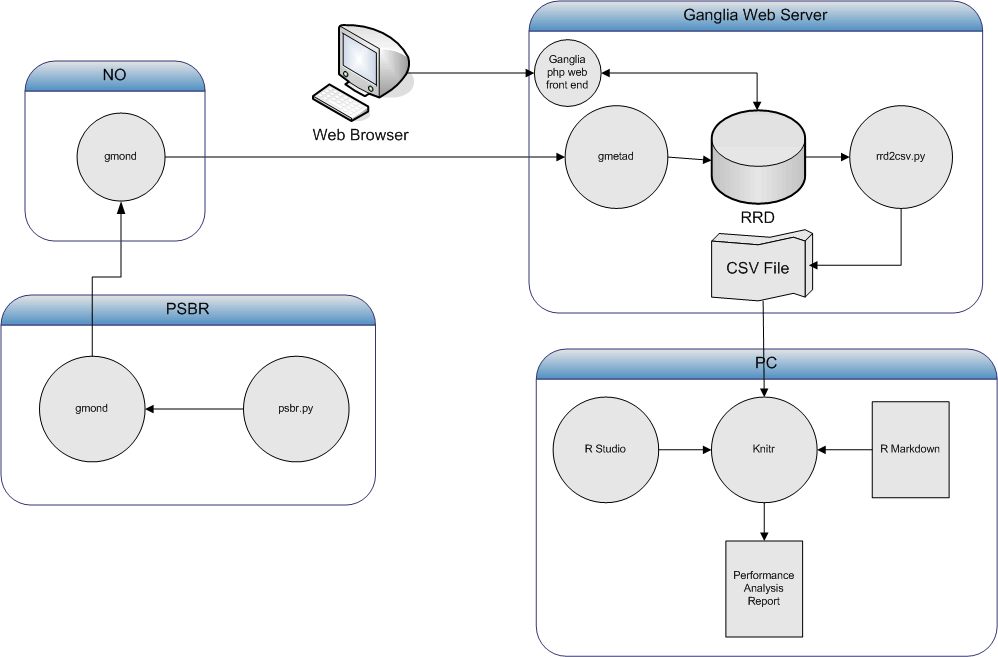 Ganglia Web Server
NO
Ganglia
php web
front end
Web Browser
gmond
gmetad
rrd2csv.py
RRD
CSV File
PSBR
gmond
psbr.py
PC
R Studio
Knitr
R Markdown
Performance
Analysis
Report